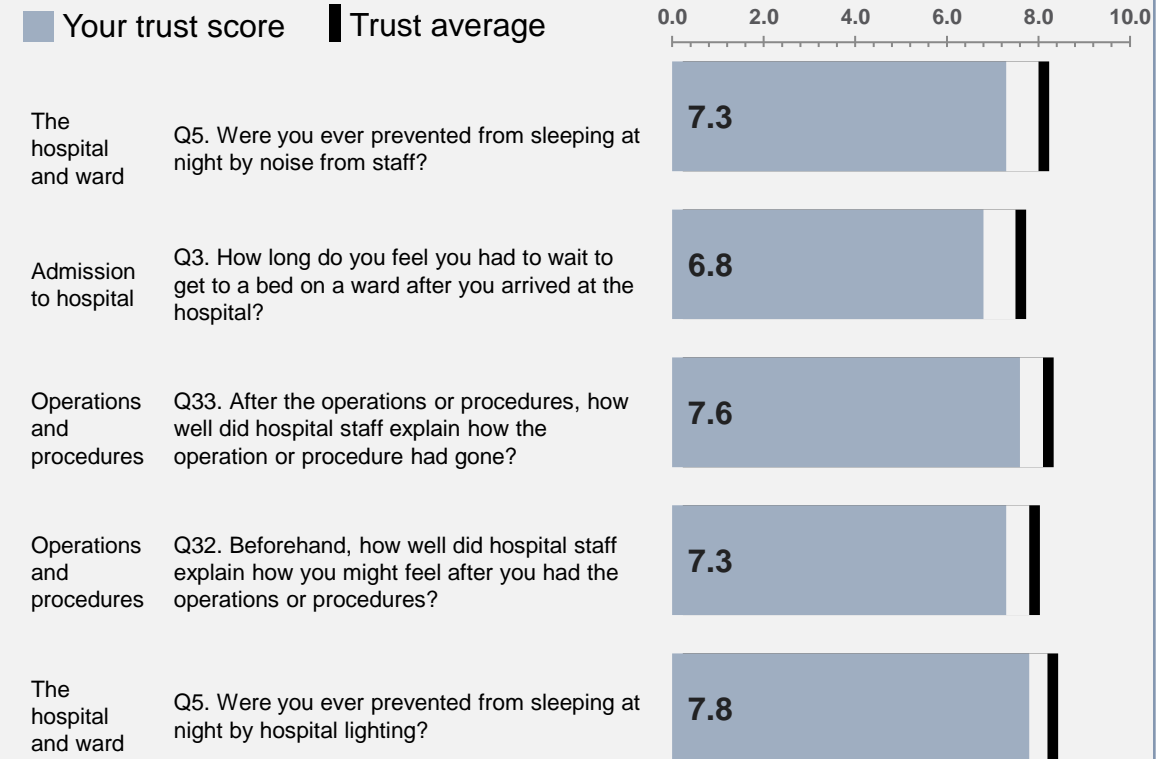 Your trust score
Trust average
0.0 2.0 4.0 6.0 8.0 10.0
The
hospital
and ward
Q5. Were you ever prevented from sleeping at
night by noise from staff?
7.3
Admission
to hospital
Q3. How long do you feel you had to wait to
get to a bed on a ward after you arrived at the
hospital?
6.8
Operations
and
procedures
Q33. After the operations or procedures, how
well did hospital staff explain how the
operation or procedure had gone?
7.6
Operations
and
procedures
Q32. Beforehand, how well did hospital staff
explain how you might feel after you had the
operations or procedures?
7.3
The
hospital
and ward
Q5. Were you ever prevented from sleeping at
night by hospital lighting?
7.8